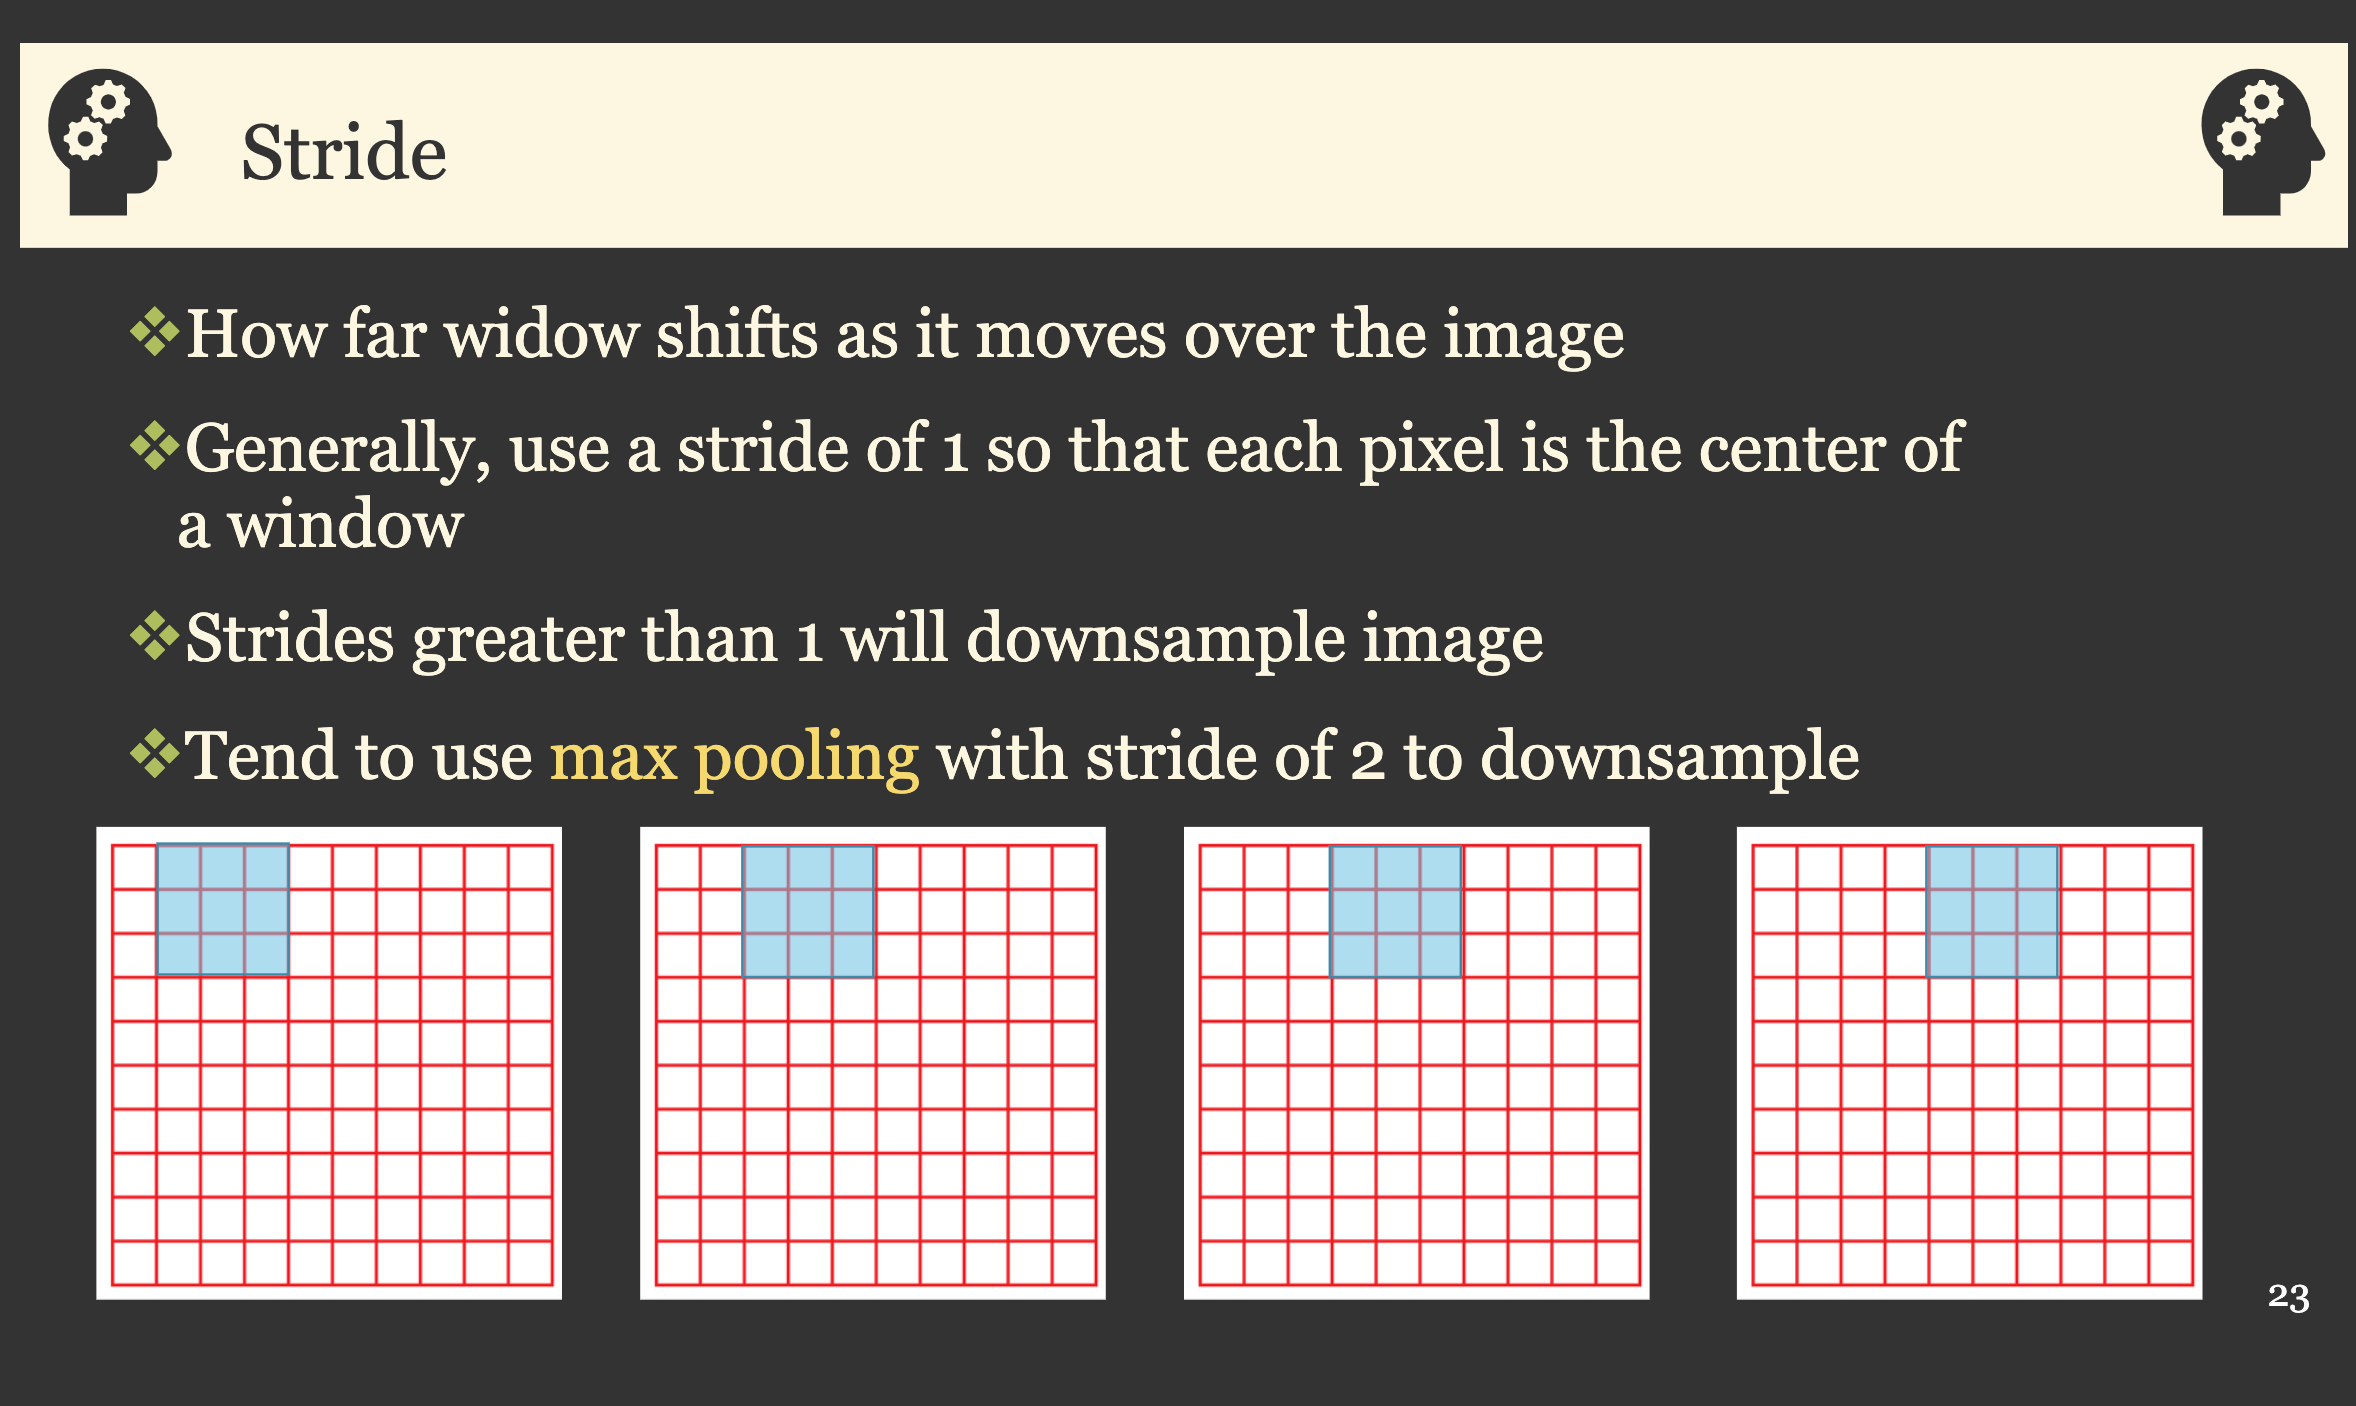 Stride
How far widow shifts as it moves over the image
Generally, use a stride of 1 so that each pixel is the center of
a window
Strides greater than 1 will downsample image
Tend to use max pooling with stride of 2 to downsample
23